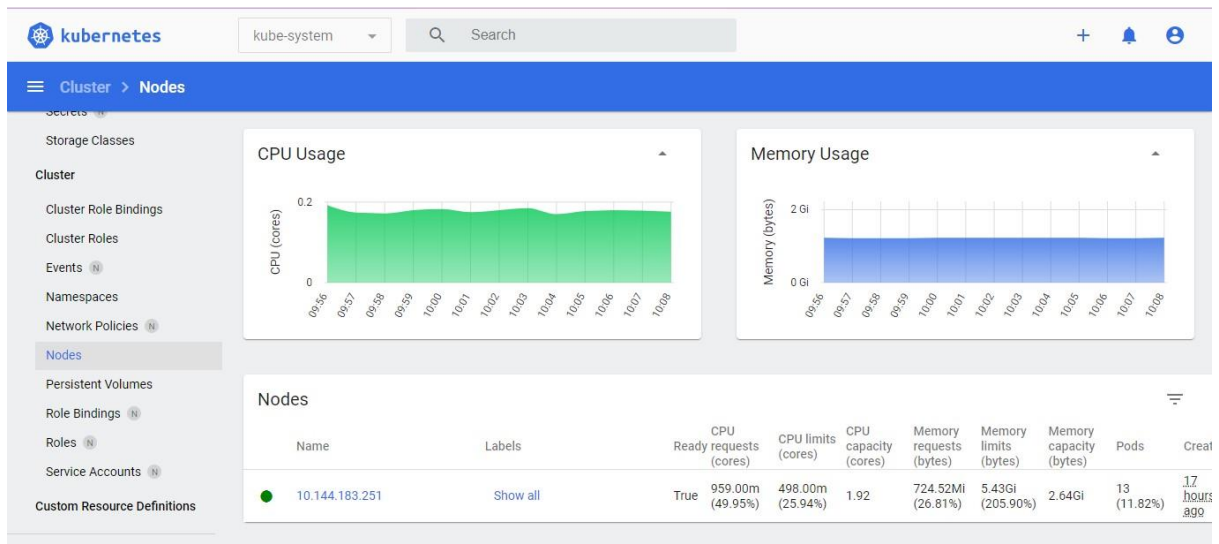 kubernetes
kube-system
Search
Cluster > Nodes
Secrets N
Storage Classes
Cluster
Cluster Role Bindings
Cluster Roles
Events N
Namespaces
Network Policies N
Nodes
Persistent Volumes
Role Bindings N
Roles N
Service Accounts N
Custom Resource Definitions
CPU Usage
CPU (cores)
0.2
0
09:56 09:57 09:58 09:59 10:00 10:01 10:02 10:03 10:04 10:05 10:06 10:07 10:08
Memory Usage
Memory (bytes)
2 Gi
0 Gi
09:56 09:57 09:58 09:59 10:00 10:01 10:02 10:03 10:04 10:05 10:06 10:07 10:08
Nodes
Name Labels Ready CPU requests (cores) CPU limits (cores) CPU capacity (cores) Memory requests (bytes) Memory limits (bytes) Memory capacity (bytes) Pods Creat
10.144.183.251 Show all True 959.00m (49.95%) 498.00m (25.94%) 1.92 724.52Mi (26.81%) 5.43Gi (205.90%) 2.64Gi 13 (11.82%) 17 hours ago